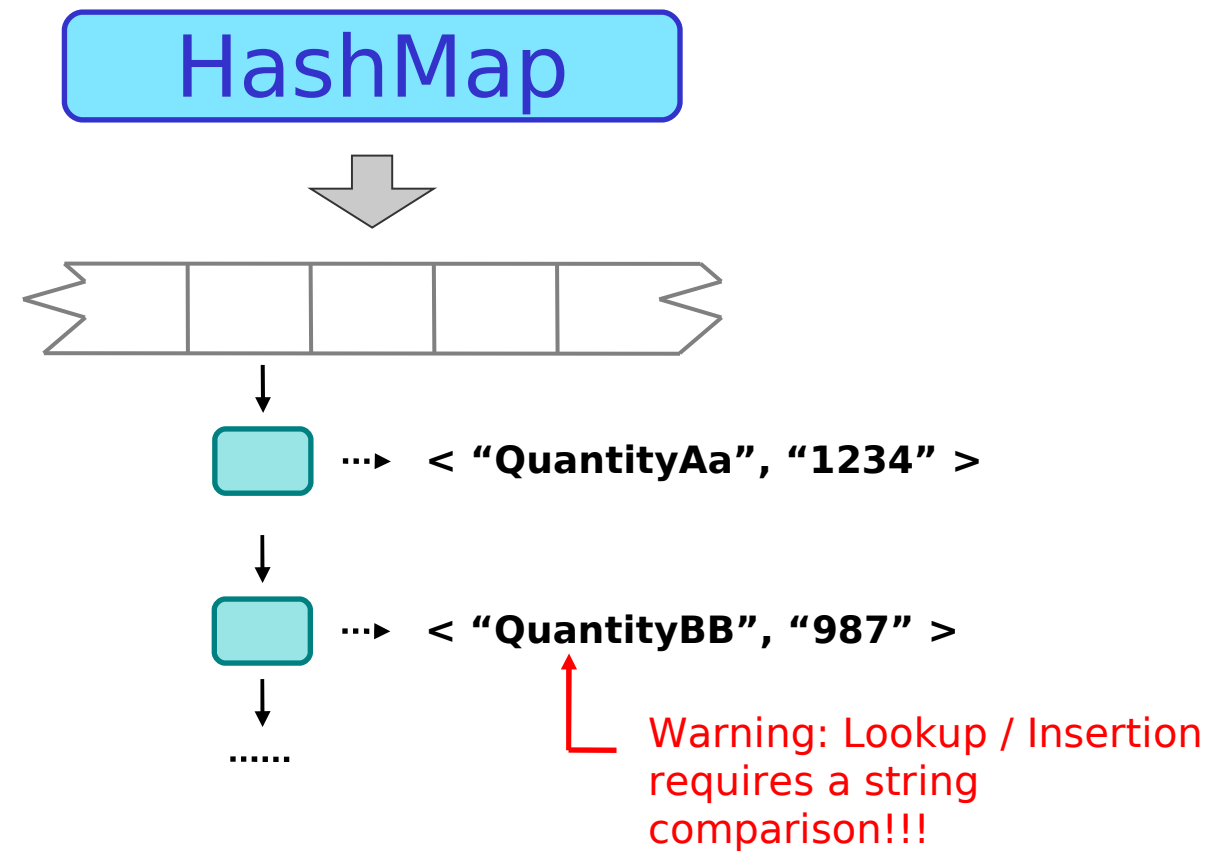 HashMap
< “QuantityAa”, “1234” >
< “QuantityBB”, “987” >
Warning: Lookup / Insertion
requires a string
comparison!!!
......